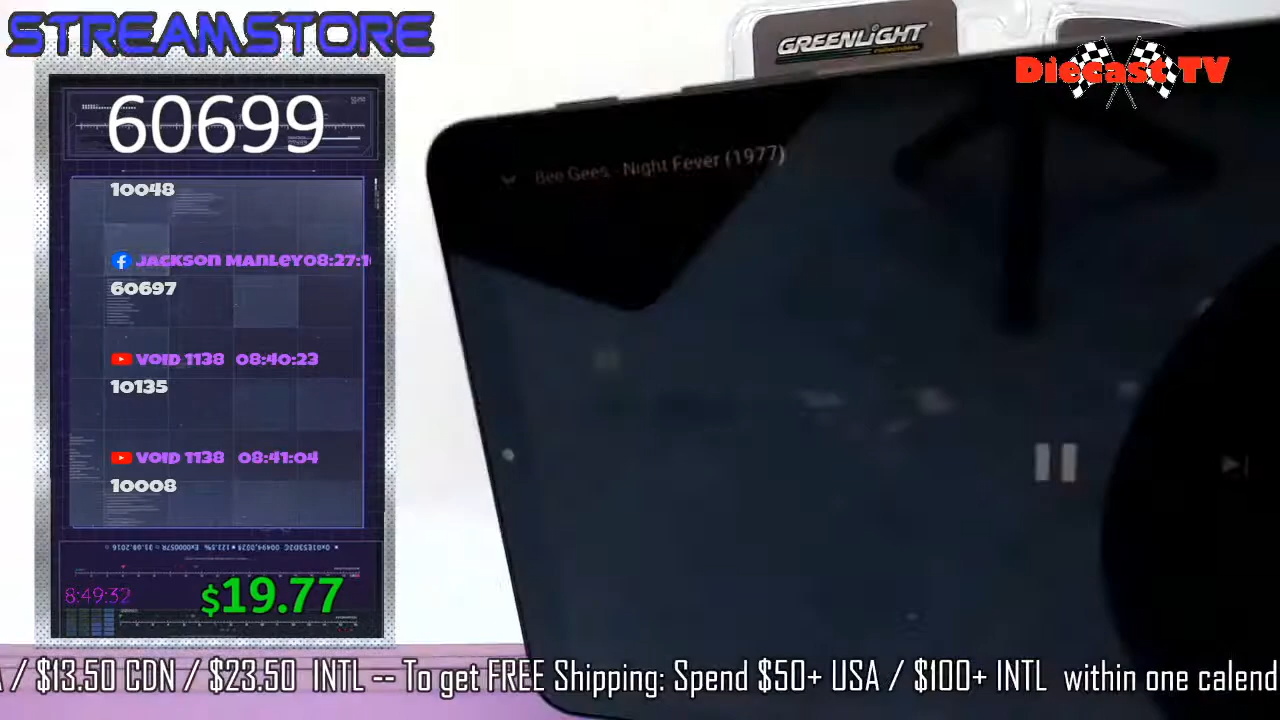 STREAMSTORE
60699
10048
Jackson Manley08:27:1
60697
Void 1138 08:40:23
10135
Void 1138 08:41:04
10008
8:49:32
$19.77
GREENLIGHT
collectibles
Diecast TV
Bee Gees - Night Fever (1977)
/ $13.50 CDN / $23.50 INTL -- To get FREE Shipping: Spend $50+ USA / $100+ INTL within one calend